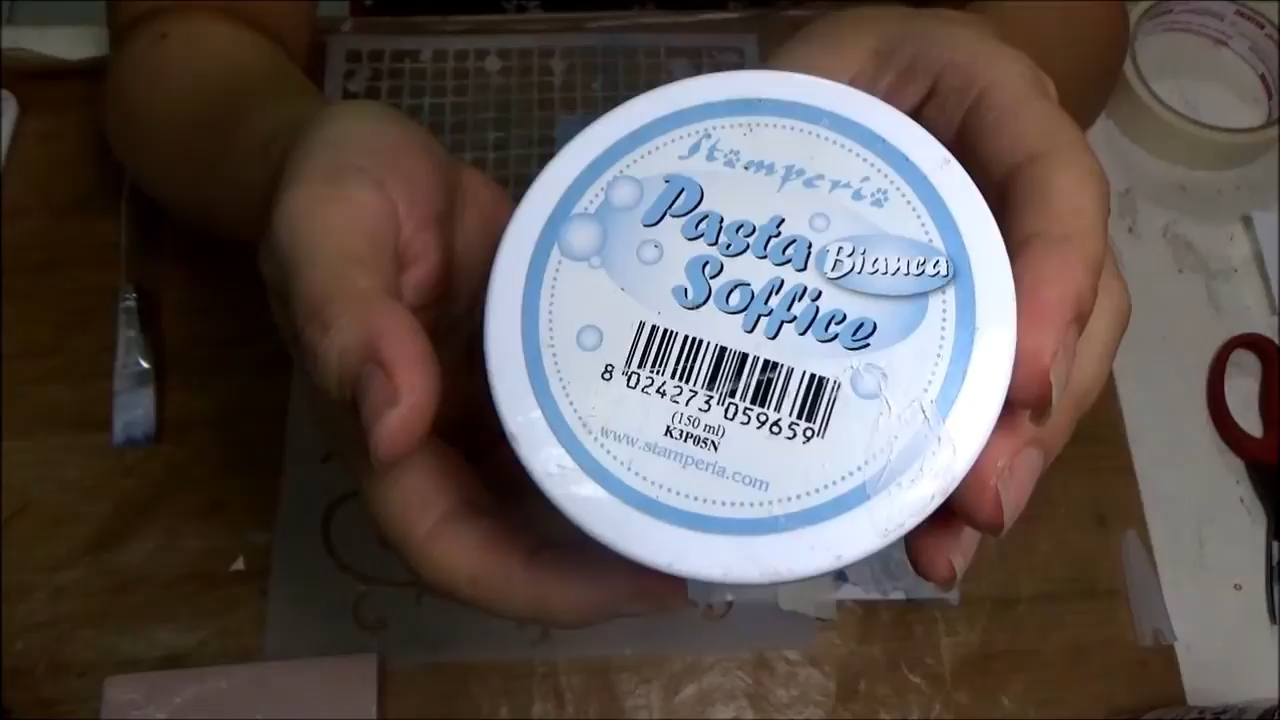 Stamperia
Pasta Bianca
Soffice
8 024273 059659
(150 ml)
K3P05N
www.stamperia.com